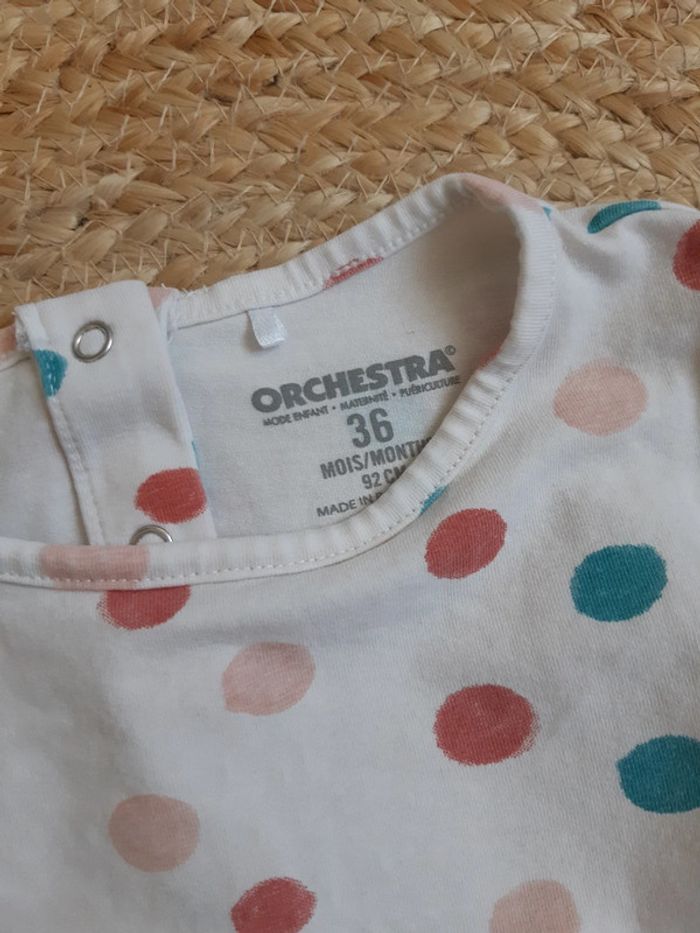 ORCHESTRA®
MODE ENFANT • MATERNITÉ • PUÉRICULTURE
36
MOIS/MONTH
92 CM
MADE IN